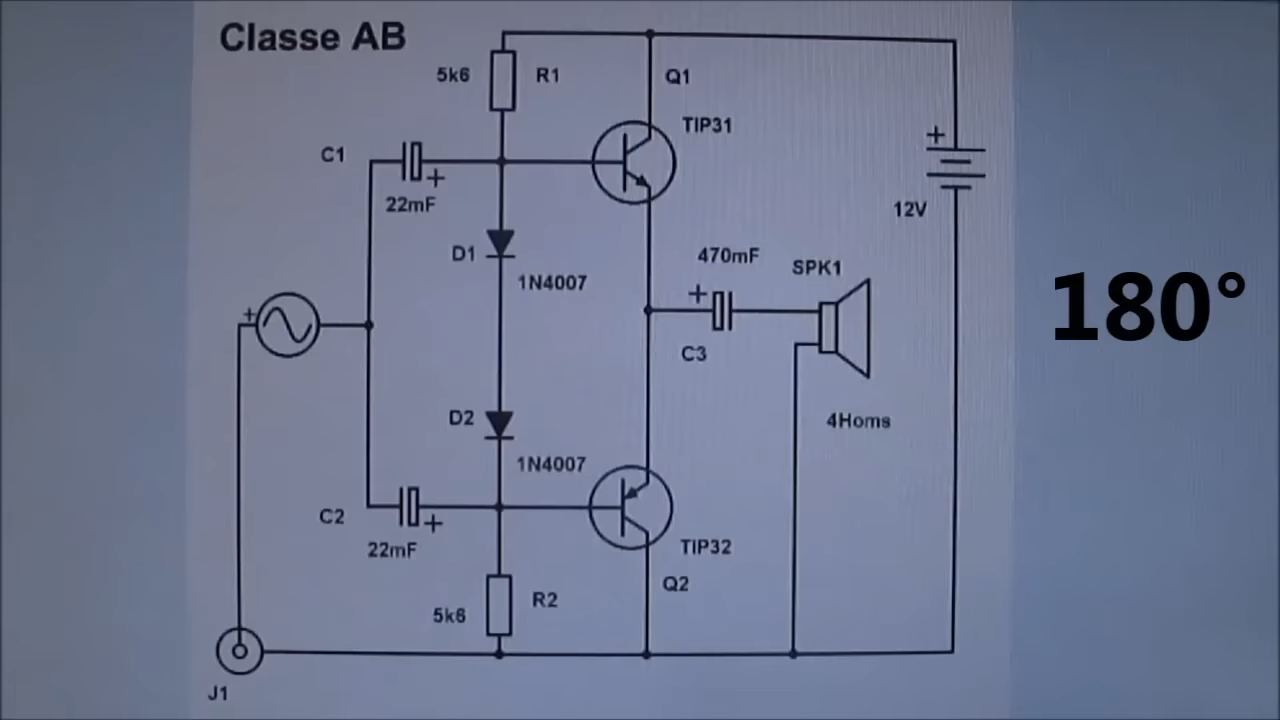 Classe AB
5k6
R1
Q1
TIP31
C1
+
22mF
+
12V
D1
1N4007
470mF
SPK1
+
+
180°
C3
D2
1N4007
4Homs
C2
+
22mF
TIP32
Q2
5k6
R2
J1